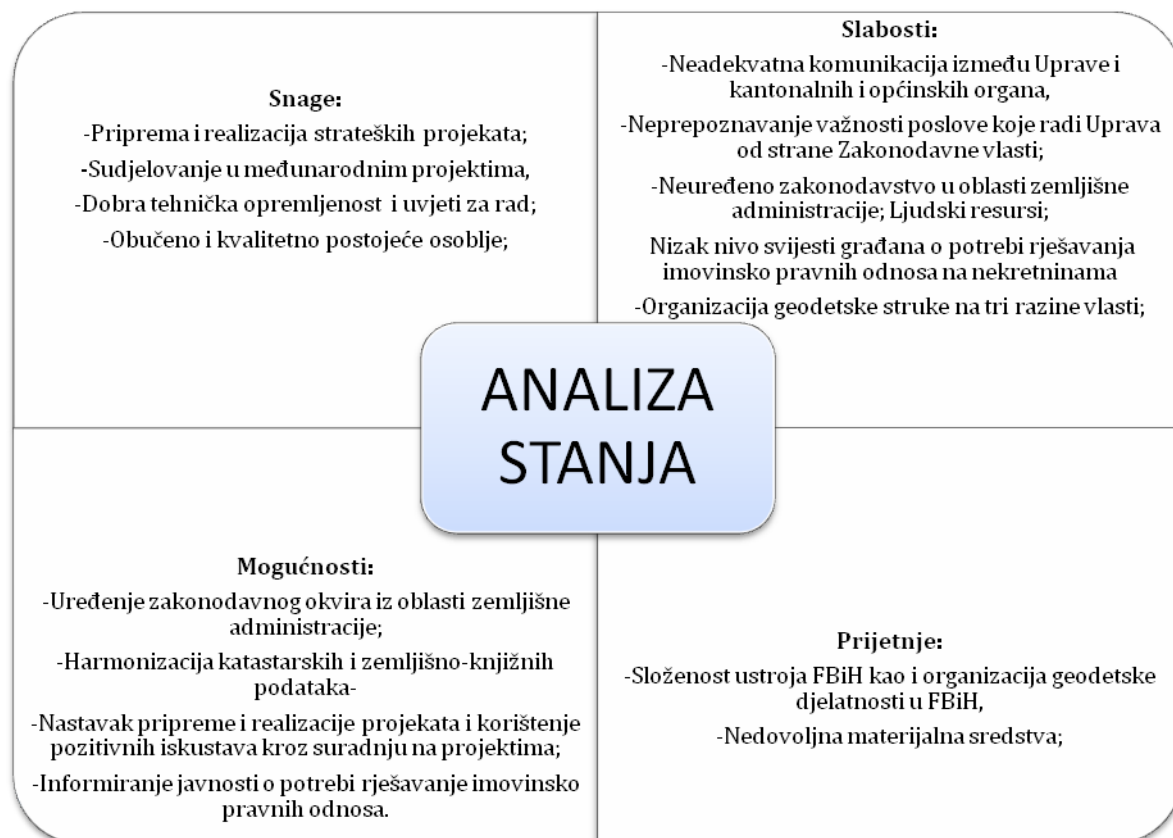 Snage:
-Priprema i realizacija strateških projekata;
-Sudjelovanje u međunarodnim projektima,
-Dobra tehnička opremljenost i uvjeti za rad;
-Obučeno i kvalitetno postojeće osoblje;
Slabosti:
-Neadekvatna komunikacija između Uprave i
kantonalnih i općinskih organa,
-Neprepoznavanje važnosti poslove koje radi Uprava
od strane Zakonodavne vlasti;
-Neuređeno zakonodavstvo u oblasti zemljišne
administracije; Ljudski resursi;
Nizak nivo svijesti građana o potrebi rješavanja
imovinsko pravnih odnosa na nekretninama
-Organizacija geodetske struke na tri razine vlasti;
ANALIZA
STANJA
Mogućnosti:
-Uređenje zakonodavnog okvira iz oblasti zemljišne
administracije;
-Harmonizacija katastarskih i zemljišno-knjižnih
podataka-
-Nastavak pripreme i realizacije projekata i korištenje
pozitivnih iskustava kroz suradnju na projektima;
-Informiranje javnosti o potrebi rješavanje imovinsko
pravnih odnosa.
Prijetnje:
-Složenost ustroja FBiH kao i organizacija geodetske
djelatnosti u FBiH,
-Nedovoljna materijalna sredstva;